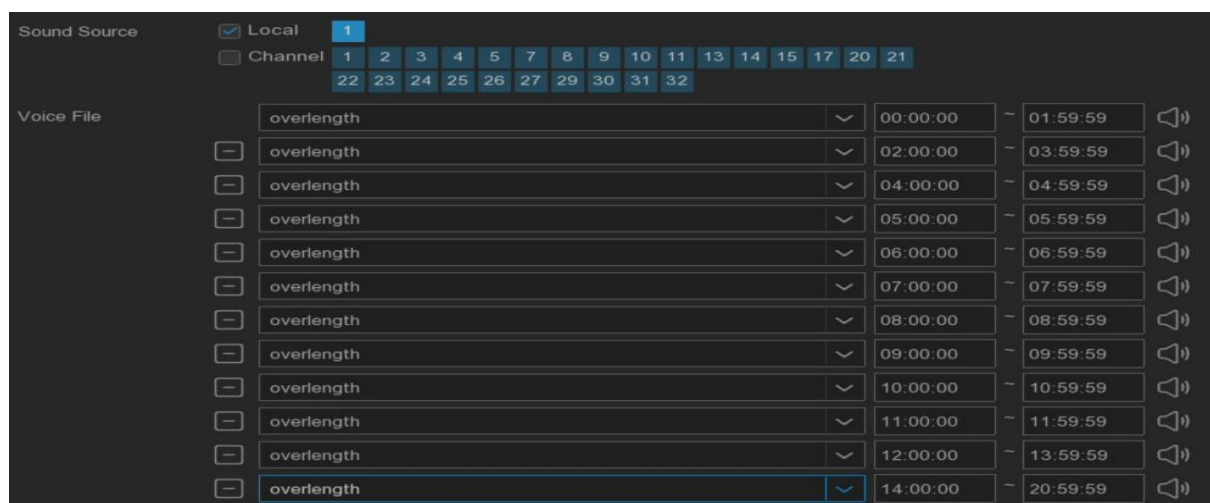 Sound Source Local 1
Channel 1 2 3 4 5 7 8 9 10 11 13 14 15 17 20 21
22 23 24 25 26 27 29 30 31 32
Voice File overlength 00:00:00 ~ 01:59:59
overlength 02:00:00 ~ 03:59:59
overlength 04:00:00 ~ 04:59:59
overlength 05:00:00 ~ 05:59:59
overlength 06:00:00 ~ 06:59:59
overlength 07:00:00 ~ 07:59:59
overlength 08:00:00 ~ 08:59:59
overlength 09:00:00 ~ 09:59:59
overlength 10:00:00 ~ 10:59:59
overlength 11:00:00 ~ 11:59:59
overlength 12:00:00 ~ 13:59:59
overlength 14:00:00 ~ 20:59:59